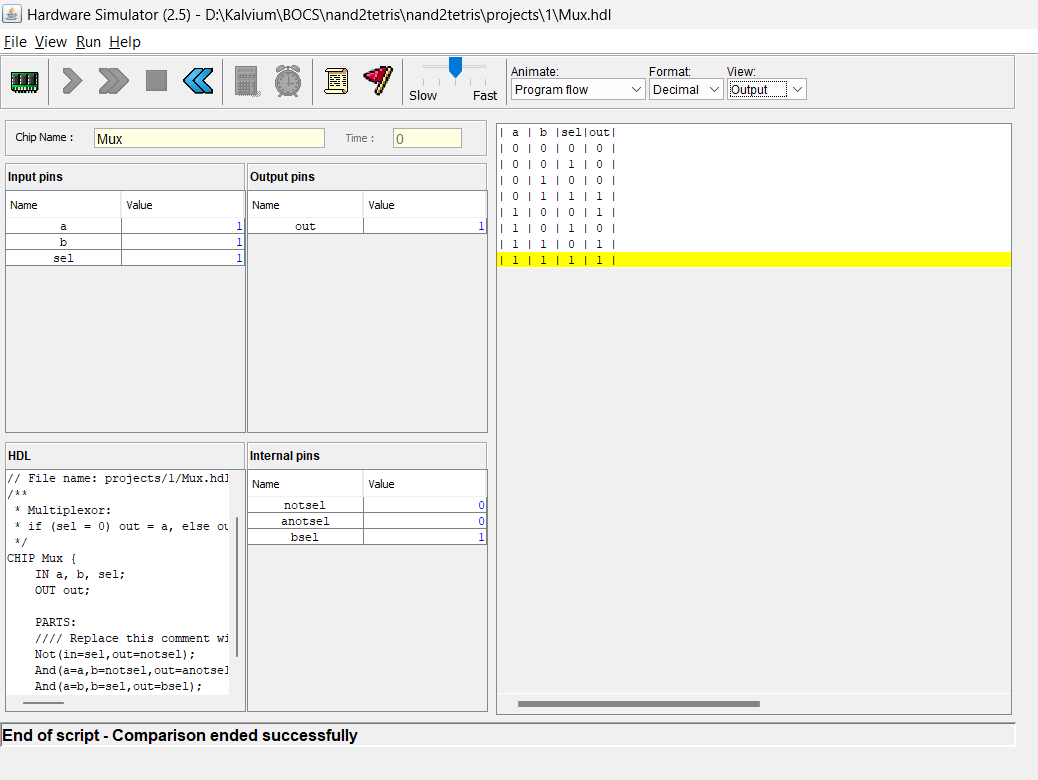 Hardware Simulator (2.5) - D:\Kalvium\BOCS\nand2tetris\nand2tetris\projects\1\Mux.hdl
File View Run Help
Animate: Format: View:
Slow Fast Program flow Decimal Output
Chip Name : Mux Time : 0
Input pins
Name Value
a 1
b 1
sel 1
Output pins
Name Value
out 1
| a | b |sel|out|
| 0 | 0 | 0 | 0 |
| 0 | 0 | 1 | 0 |
| 0 | 1 | 0 | 0 |
| 0 | 1 | 1 | 1 |
| 1 | 0 | 0 | 1 |
| 1 | 0 | 1 | 0 |
| 1 | 1 | 0 | 1 |
| 1 | 1 | 1 | 1 |
HDL
// File name: projects/1/Mux.hdl
/**
* Multiplexor:
* if (sel = 0) out = a, else ou
*/
CHIP Mux {
IN a, b, sel;
OUT out;
PARTS:
//// Replace this comment wi
Not(in=sel,out=notsel);
And(a=a,b=notsel,out=anotsel
And(a=b,b=sel,out=bsel);
Internal pins
Name Value
notsel 0
anotsel 0
bsel 1
End of script - Comparison ended successfully